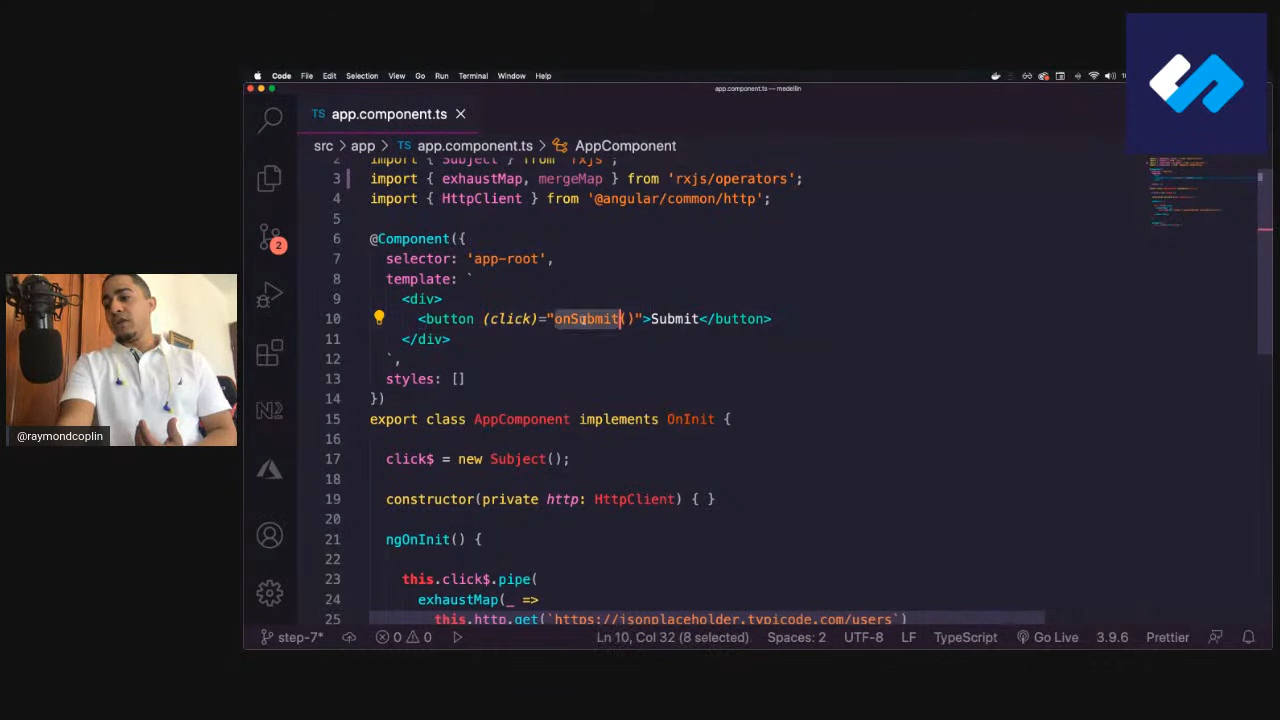 Code File Edit Selection View Go Run Terminal Window Help
app.component.ts — medellin
TS app.component.ts ×
src > app > TS app.component.ts > AppComponent
2 import { Subject } from 'rxjs';
3 import { exhaustMap, mergeMap } from 'rxjs/operators';
4 import { HttpClient } from '@angular/common/http';
5
6 @Component({
7 selector: 'app-root',
8 template: `
9 <div>
10 <button (click)="onSubmit()">Submit</button>
11 </div>
12 `,
13 styles: []
14 })
15 export class AppComponent implements OnInit {
16
17 click$ = new Subject();
18
19 constructor(private http: HttpClient) { }
20
21 ngOnInit() {
22
23 this.click$.pipe(
24 exhaustMap(_ =>
25 this.http.get(`https://jsonplaceholder.typicode.com/users`)
2
@raymondcoplin
step-7* 0 0 Ln 10, Col 32 (8 selected) Spaces: 2 UTF-8 LF TypeScript Go Live 3.9.6 Prettier